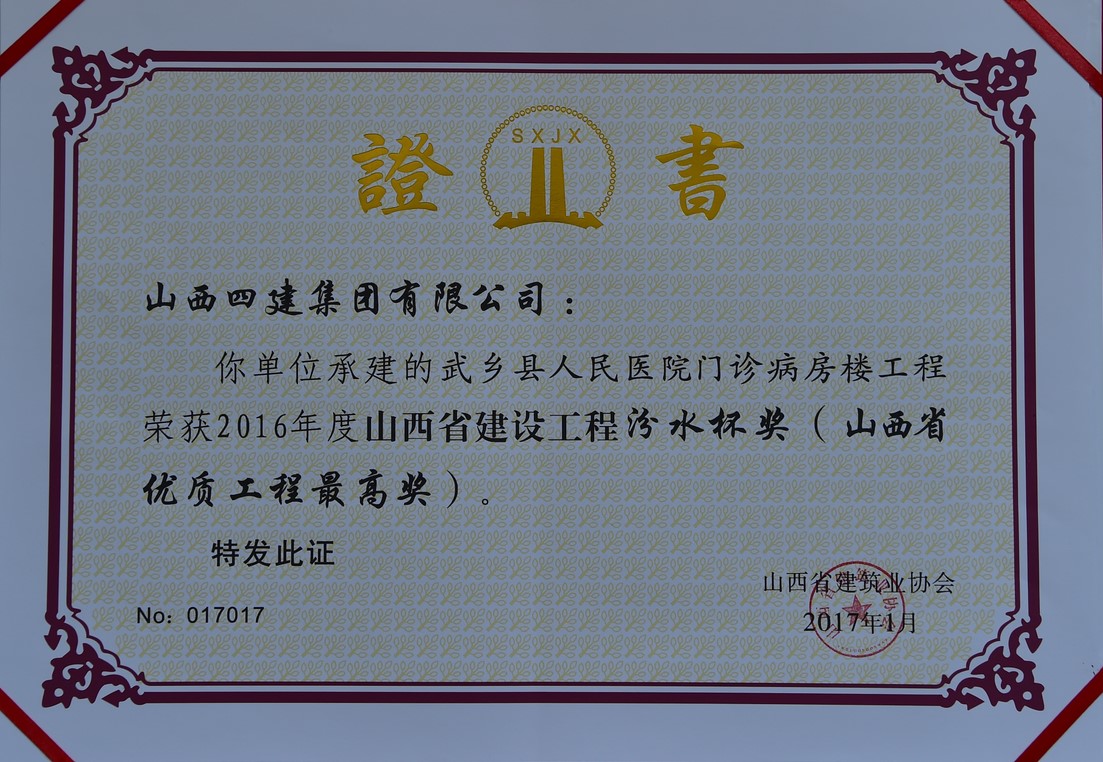 證 SXJX 書
山西四建集团有限公司：
你单位承建的武乡县人民医院门诊病房楼工程
荣获2016年度山西省建设工程汾水杯奖（山西省
优质工程最高奖）。
特发此证
山西省建筑业协会
No：017017
2017年1月